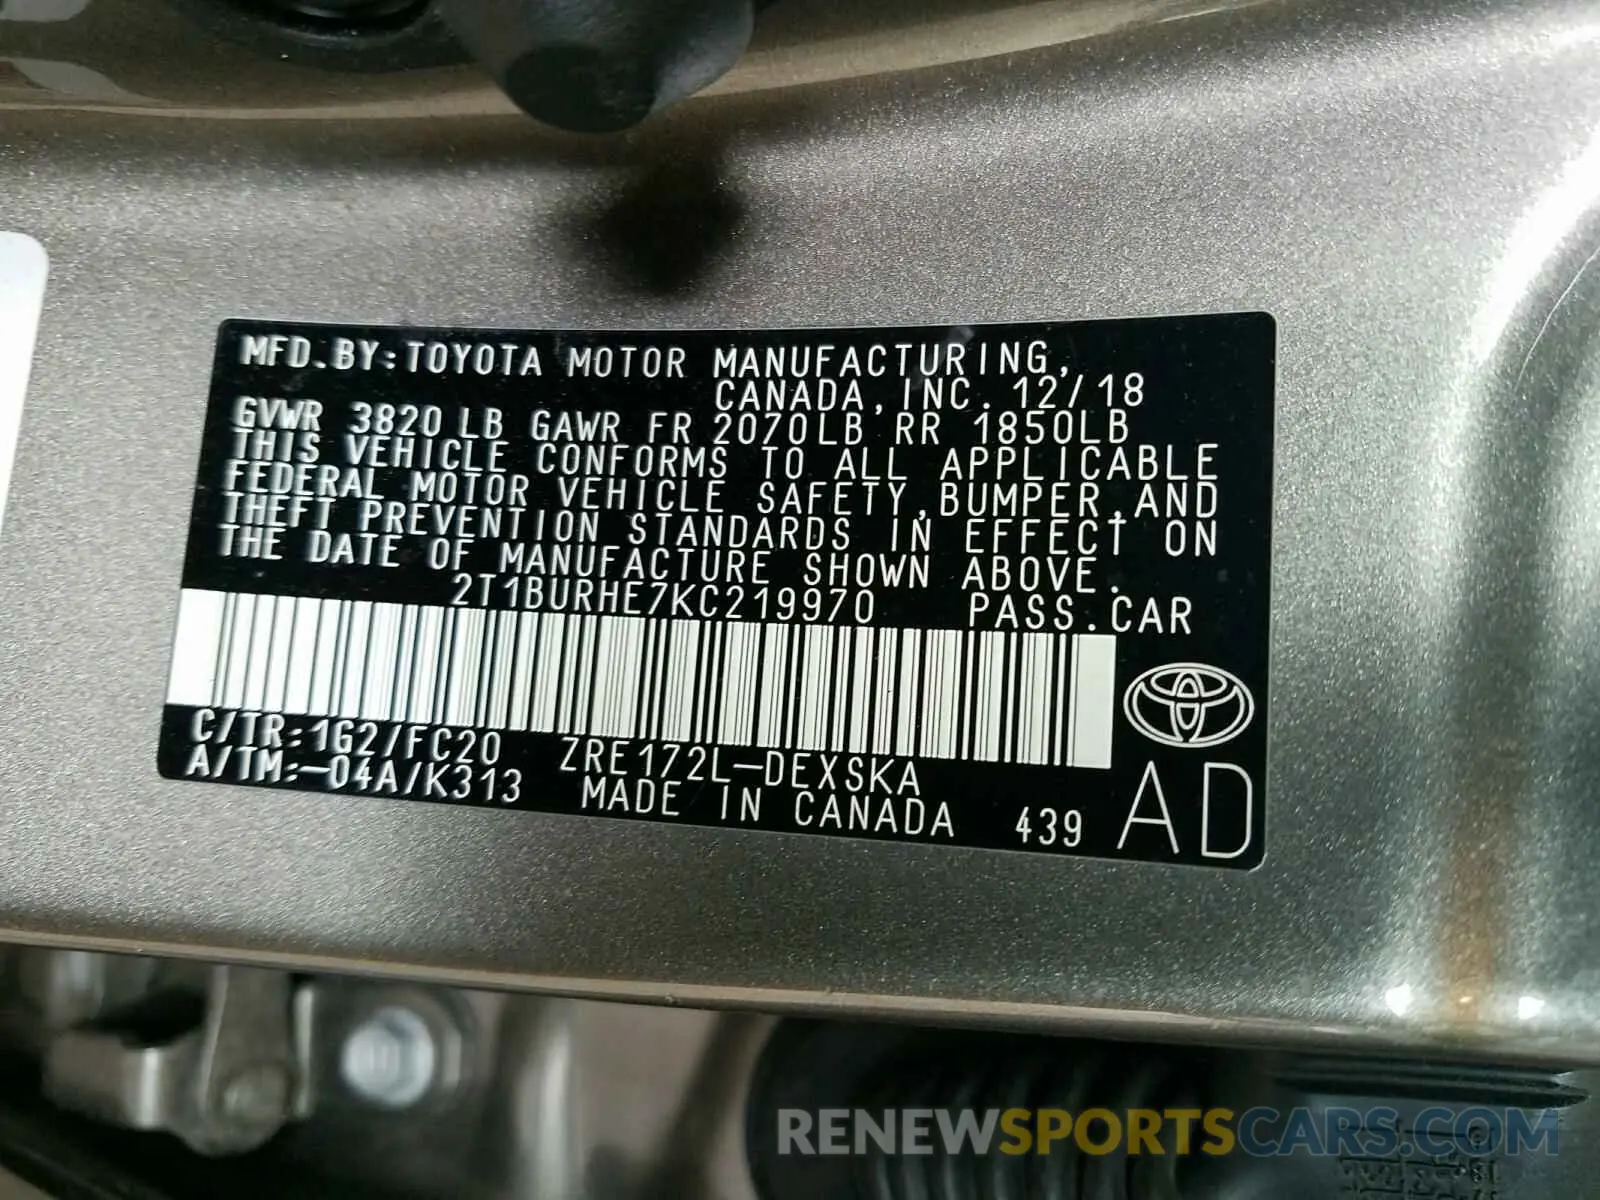 MFD.BY:TOYOTA MOTOR MANUFACTURING,
CANADA,INC. 12/18
GVWR 3820LB GAWR FR 2070LB RR 1850LB
THIS VEHICLE CONFORMS TO ALL APPLICABLE
FEDERAL MOTOR VEHICLE SAFETY,BUMPER,AND
THEFT PREVENTION STANDARDS IN EFFECT ON
THE DATE OF MANUFACTURE SHOWN ABOVE.
2T1BURHE7KC219970 PASS.CAR
C/TR:1G2/FC20 ZRE172L-DEXSKA
A/TM:-04A/K313 MADE IN CANADA 439 AD
RENEWSPORTSCARS.COM